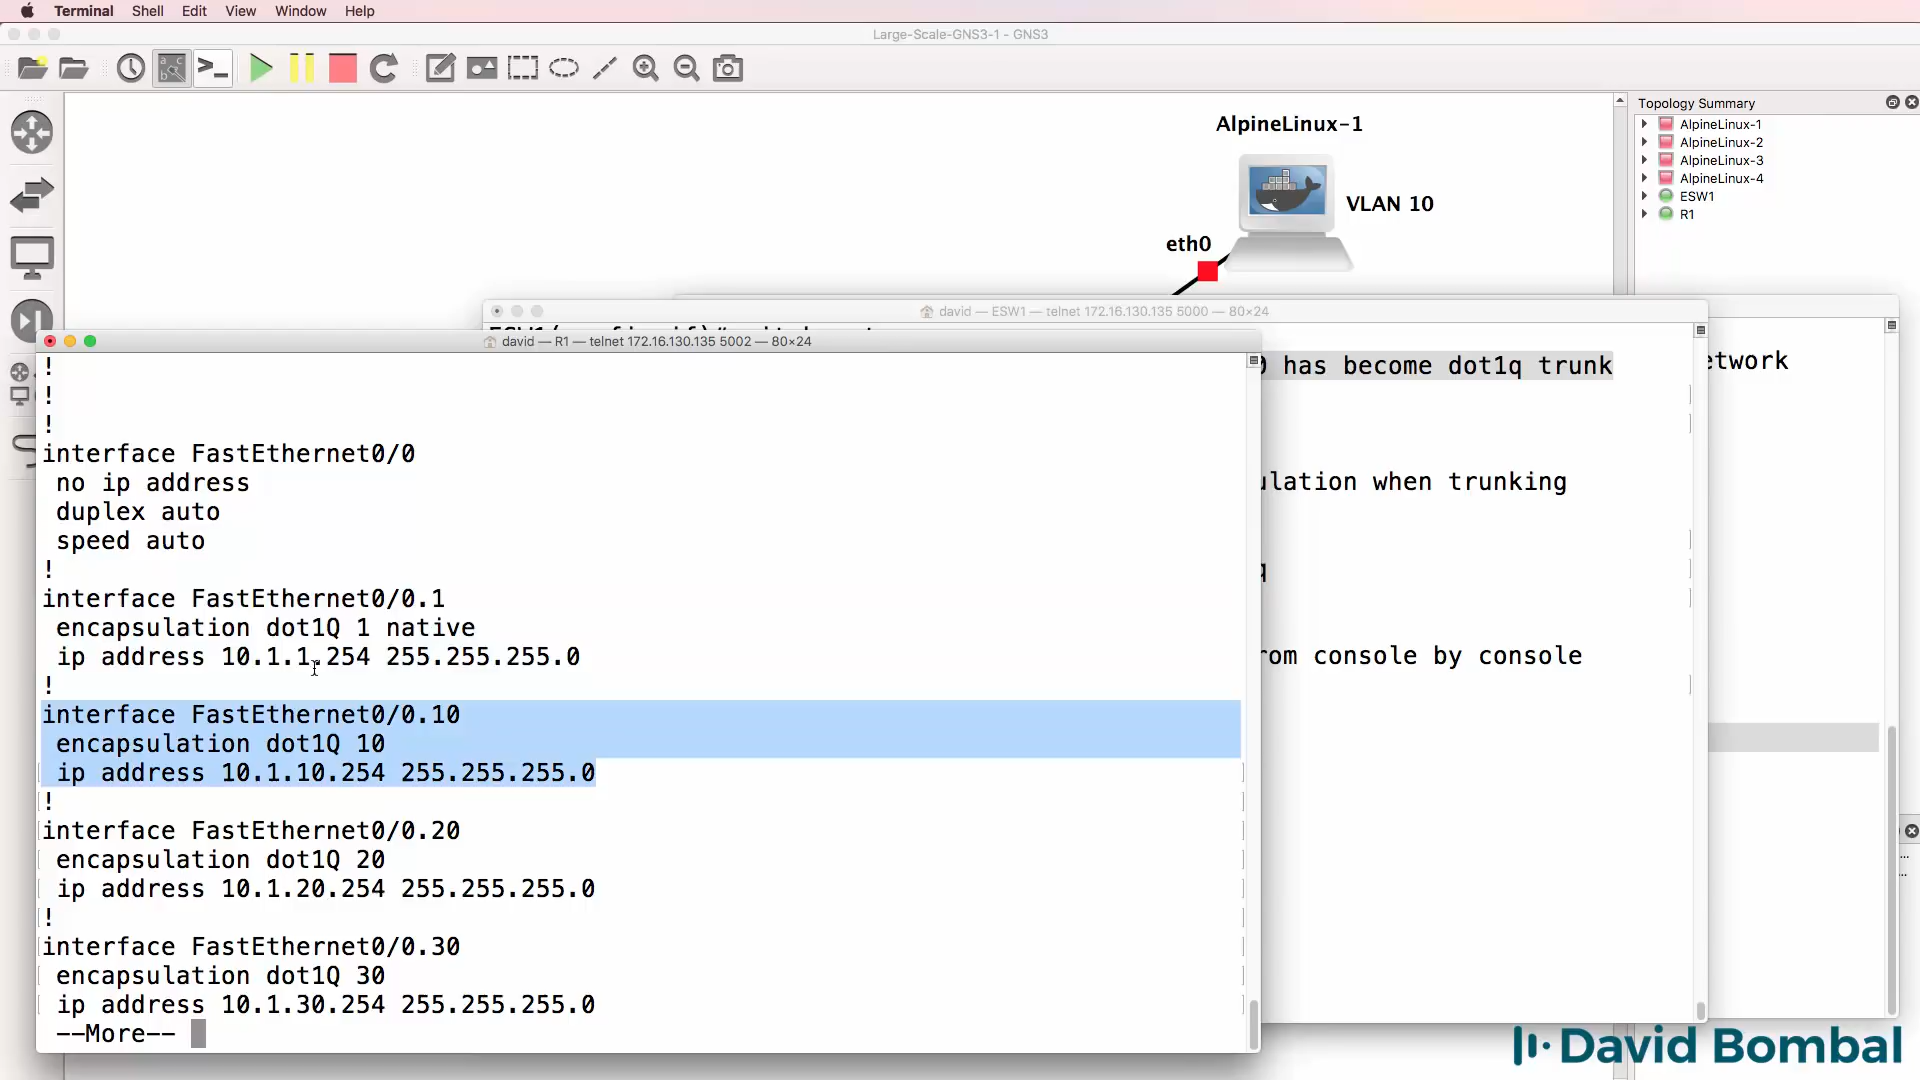 Terminal Shell Edit View Window Help
Large-Scale-GNS3-1 - GNS3
Topology Summary
AlpineLinux-1
AlpineLinux-2
AlpineLinux-3
AlpineLinux-4
ESW1
R1
AlpineLinux-1
VLAN 10
eth0
david — ESW1 — telnet 172.16.130.135 5000 — 80×24
david — R1 — telnet 172.16.130.135 5002 — 80×24
!
!
!
interface FastEthernet0/0
no ip address
duplex auto
speed auto
!
interface FastEthernet0/0.1
encapsulation dot1Q 1 native
ip address 10.1.1.254 255.255.255.0
!
interface FastEthernet0/0.10
encapsulation dot1Q 10
ip address 10.1.10.254 255.255.255.0
!
interface FastEthernet0/0.20
encapsulation dot1Q 20
ip address 10.1.20.254 255.255.255.0
!
interface FastEthernet0/0.30
encapsulation dot1Q 30
ip address 10.1.30.254 255.255.255.0
--More--
has become dot1q trunk
etwork
ulation when trunking
q
rom console by console
David Bombal